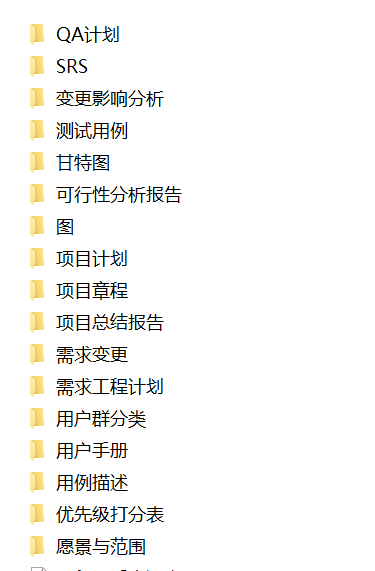 QA计划
SRS
变更影响分析
测试用例
甘特图
可行性分析报告
图
项目计划
项目章程
项目总结报告
需求变更
需求工程计划
用户群分类
用户手册
用例描述
优先级打分表
愿景与范围